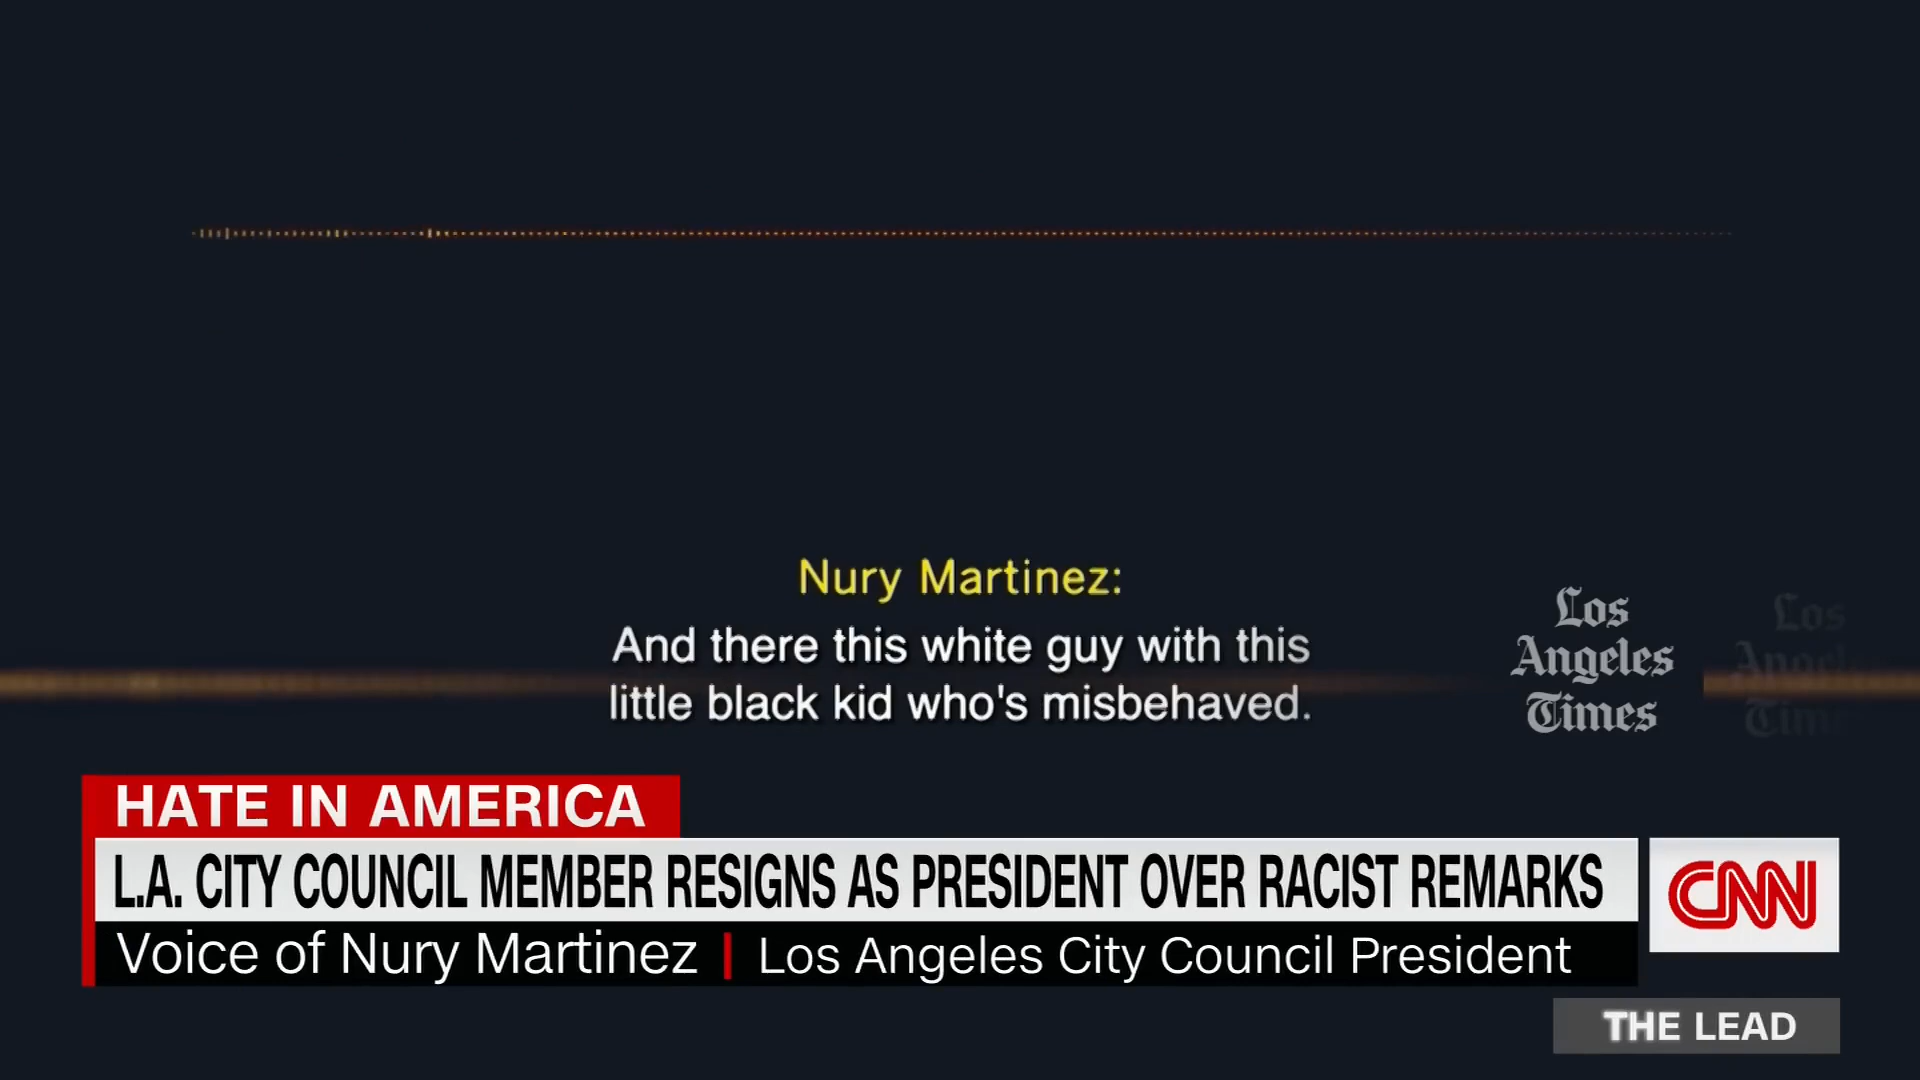 Nury Martinez:
And there this white guy with this
little black kid who's misbehaved.
Los
Angeles
Times
Los
HATE IN AMERICA
L.A. CITY COUNCIL MEMBER RESIGNS AS PRESIDENT OVER RACIST REMARKS
CNN
Voice of Nury Martinez | Los Angeles City Council President
THE LEAD